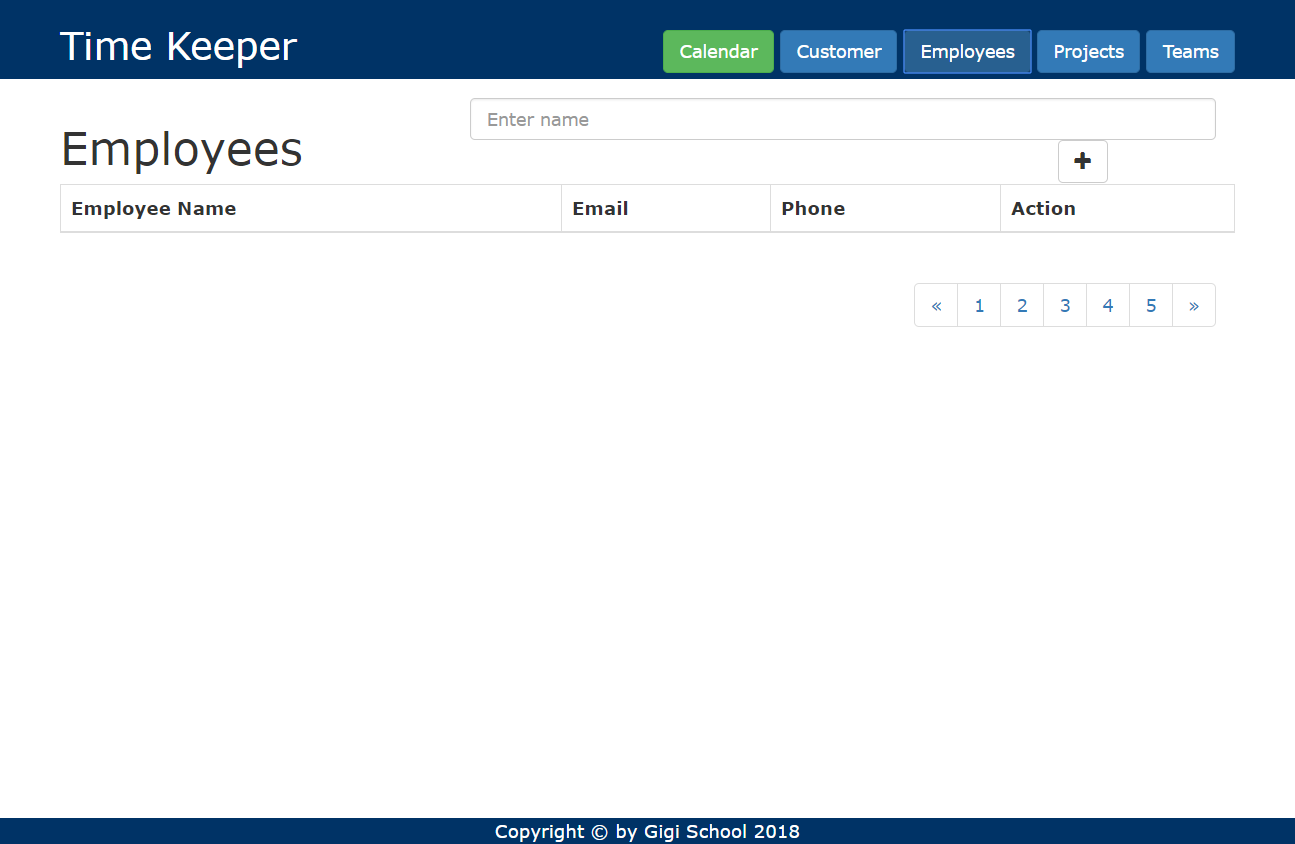 Time Keeper
Calendar Customer Employees Projects Teams
Enter name
Employees
+
Employee Name Email Phone Action
« 1 2 3 4 5 »
Copyright © by Gigi School 2018